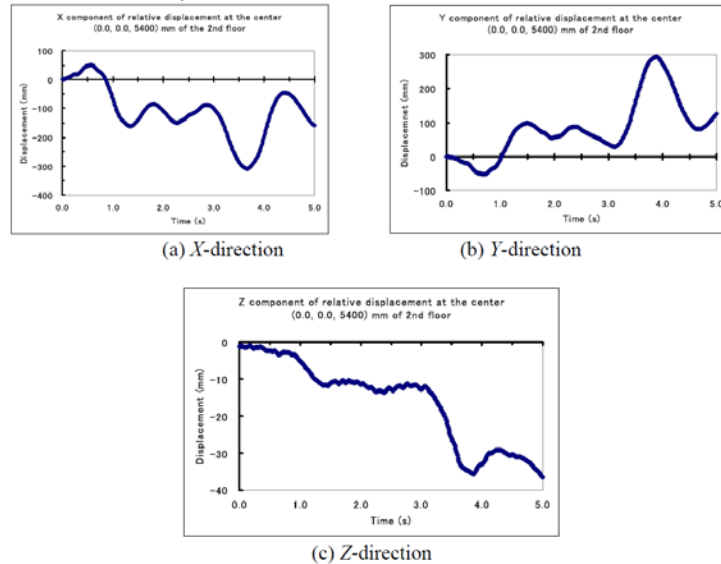 X component of relative displacement at the center
(0.0, 0.0, 5400) mm of the 2nd floor
100
0
-100
-200
-300
-400
Displacement (mm)
0.0 1.0 2.0 3.0 4.0 5.0
Time (s)
(a) X-direction
Y component of relative displacement at the cnenter
(0.0, 0.0, 5400) mm of 2nd floor
300
200
100
0
-100
Displacemnet (mm)
0.0 1.0 2.0 3.0 4.0 5.0
Time (s)
(b) Y-direction
Z component of relative displacement at the center
(0.0, 0.0, 5400) mm of 2nd floor
0
-10
-20
-30
-40
Displacement (mm)
0.0 1.0 2.0 3.0 4.0 5.0
Time (s)
(c) Z-direction